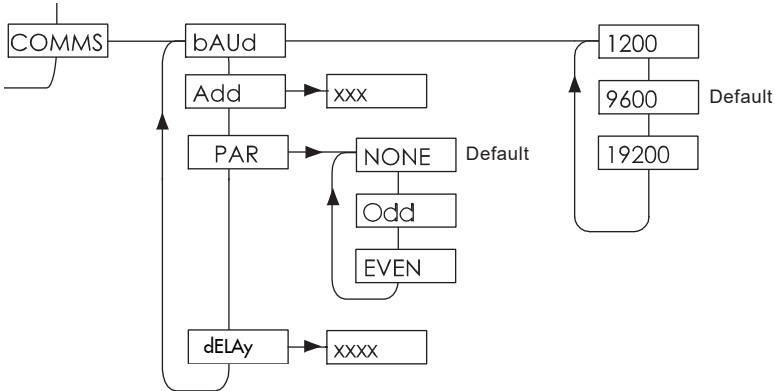 COMMS
bAUd
1200
Add
xxx
9600 Default
PAR
NONE Default
19200
Odd
EVEN
dELAy
xxxx